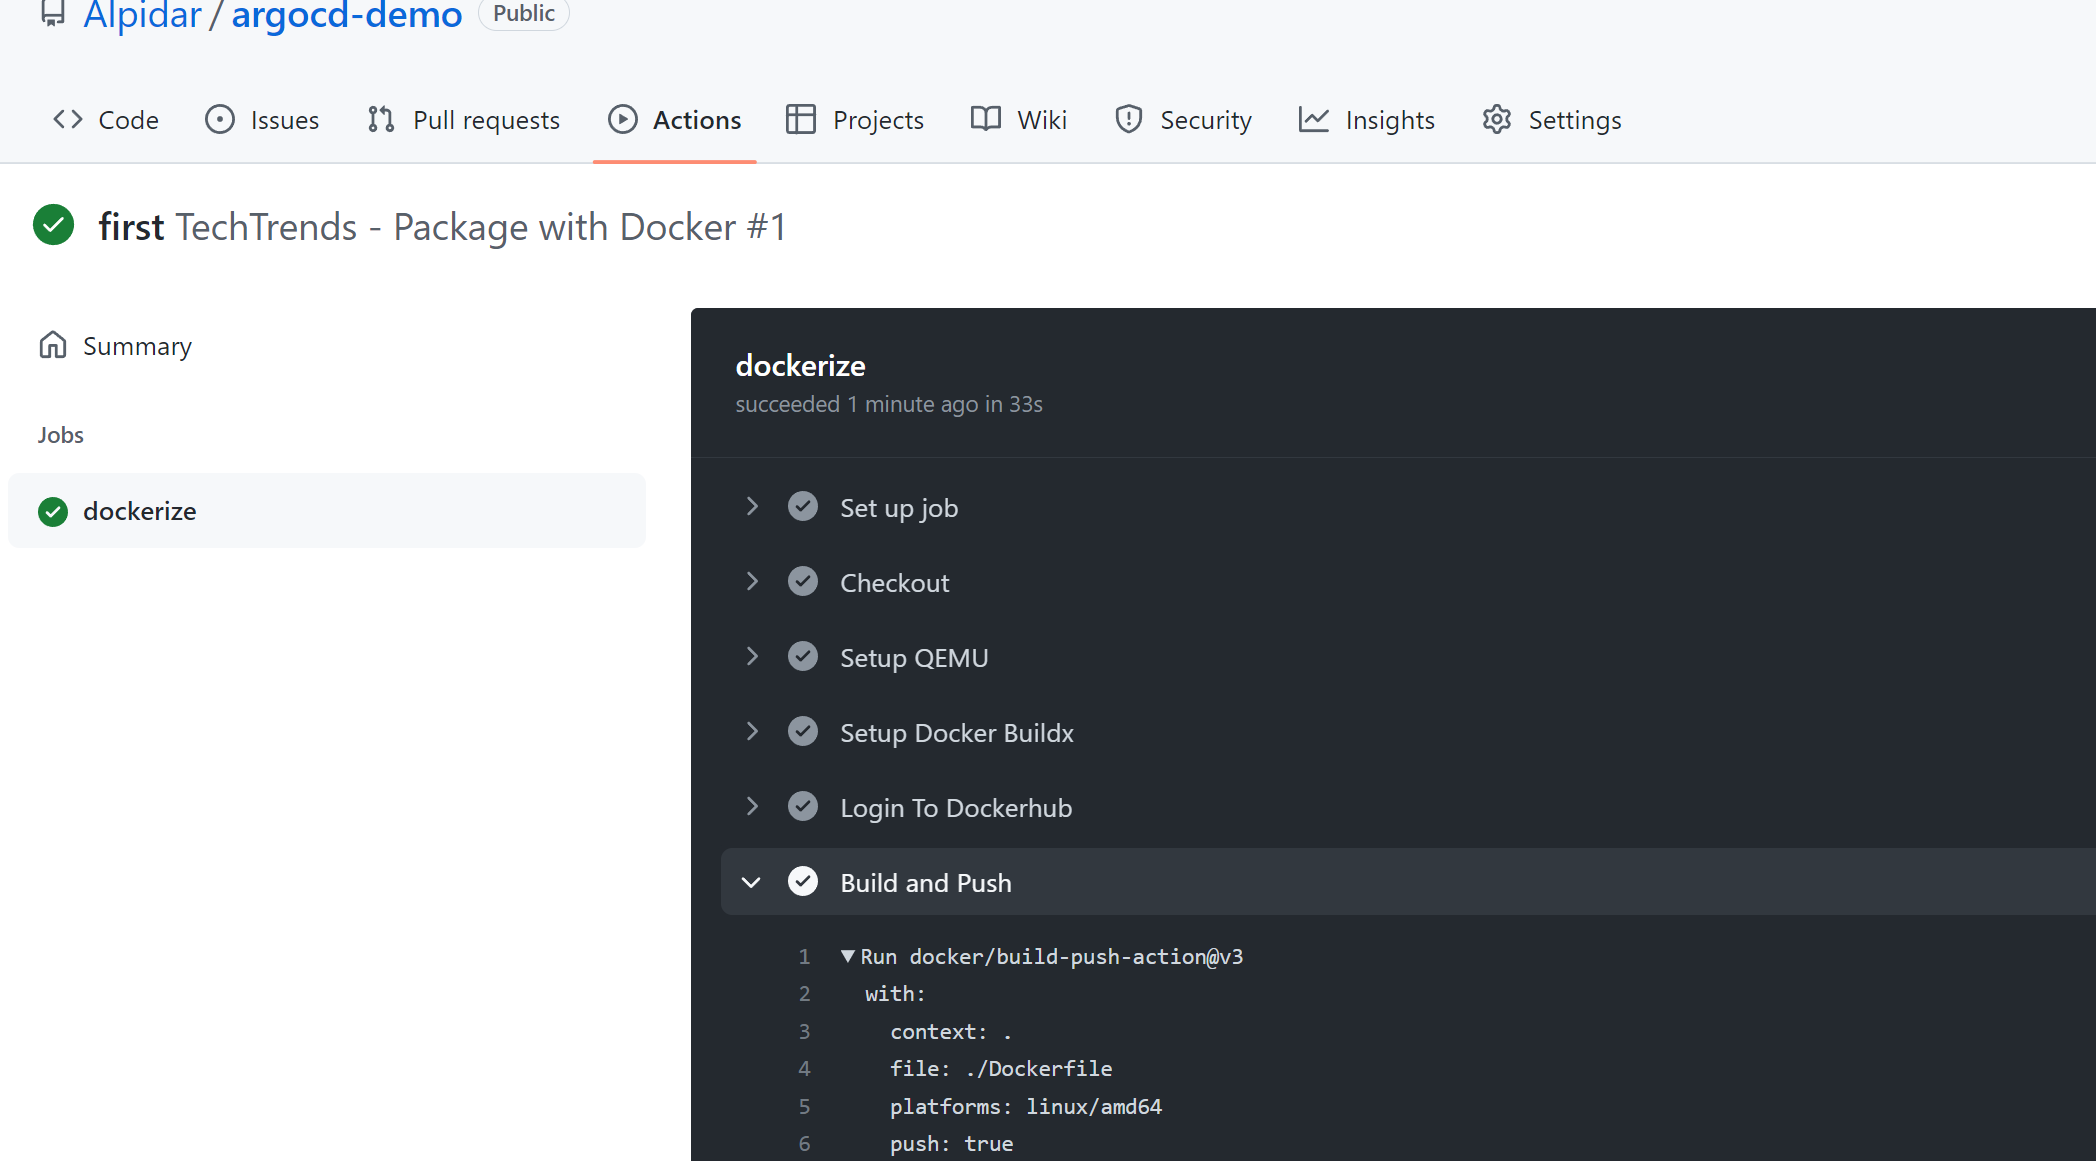 Alpidar / argocd-demo Public
Code Issues Pull requests Actions Projects Wiki Security Insights Settings
first TechTrends - Package with Docker #1
Summary
Jobs
dockerize
dockerize
succeeded 1 minute ago in 33s
Set up job
Checkout
Setup QEMU
Setup Docker Buildx
Login To Dockerhub
Build and Push
1 ▼Run docker/build-push-action@v3
2 with:
3 context: .
4 file: ./Dockerfile
5 platforms: linux/amd64
6 push: true